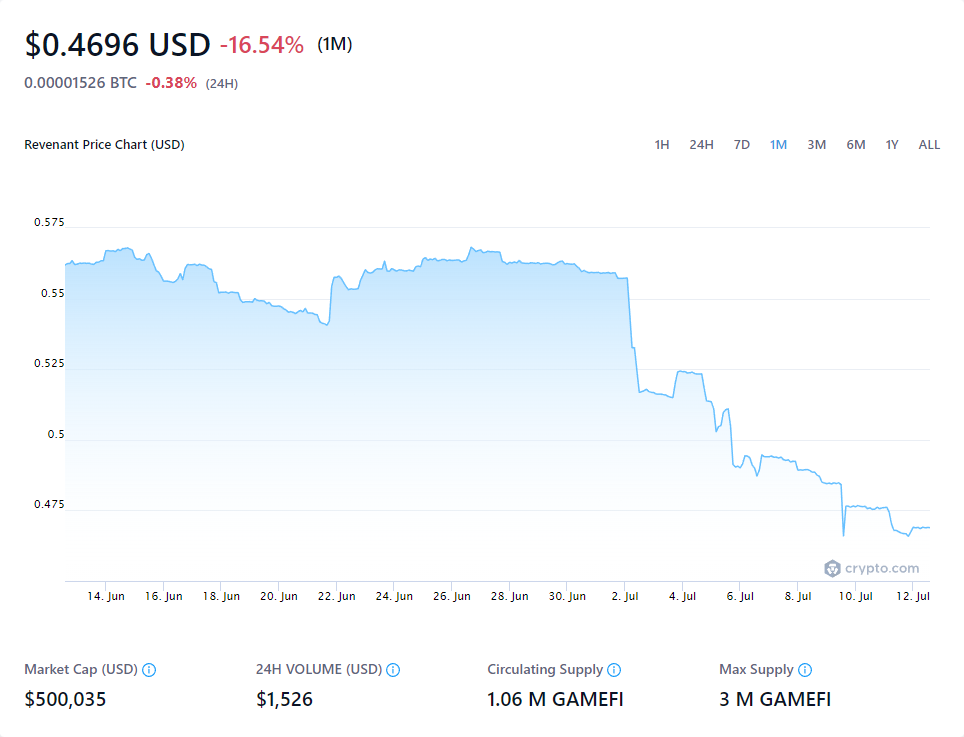 $0.4696 USD -16.54% (1M)
0.00001526 BTC -0.38% (24H)
Revenant Price Chart (USD) 1H 24H 7D 1M 3M 6M 1Y ALL
0.575
0.55
0.525
0.5
0.475
crypto.com
14. Jun 16. Jun 18. Jun 20. Jun 22. Jun 24. Jun 26. Jun 28. Jun 30. Jun 2. Jul 4. Jul 6. Jul 8. Jul 10. Jul 12. Jul
Market Cap (USD) 24H VOLUME (USD) Circulating Supply Max Supply
$500,035 $1,526 1.06 M GAMEFI 3 M GAMEFI